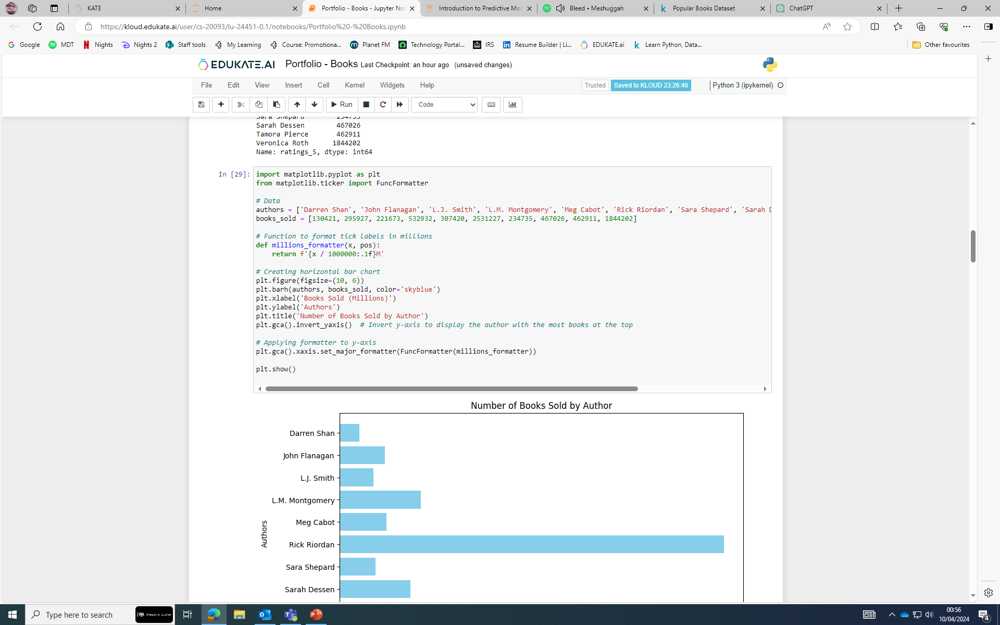 KATE
Home
Portfolio - Books - Jupyter Not
Introduction to Predictive Mod
Bleed • Meshuggah
Popular Books Dataset
ChatGPT
https://kloud.edukate.ai/user/cs-20093/lu-24451-0.1/notebooks/Portfolio%20-%20Books.ipynb
Google
MDT
Nights
Nights 2
Staff tools
My Learning
Course: Promotiona...
Planet FM
Technology Portal...
IRS
Resume Builder | Li...
EDUKATE.ai
Learn Python, Data...
Other favourites
EDUKATE.AI
Portfolio - Books Last Checkpoint: an hour ago (unsaved changes)
File Edit View Insert Cell Kernel Widgets Help
Trusted
Saved to KLOUD 23:26:46
Python 3 (ipykernel)
Run
Code
Sara Shepard 234735
Sarah Dessen 467026
Tamora Pierce 462911
Veronica Roth 1844202
Name: ratings_5, dtype: int64
In [29]:
import matplotlib.pyplot as plt
from matplotlib.ticker import FuncFormatter
# Data
authors = ['Darren Shan', 'John Flanagan', 'L.J. Smith', 'L.M. Montgomery', 'Meg Cabot', 'Rick Riordan', 'Sara Shepard', 'Sarah D
books_sold = [130421, 295927, 221673, 532932, 307420, 2531227, 234735, 467026, 462911, 1844202]
# Function to format tick labels in millions
def millions_formatter(x, pos):
    return f'{x / 1000000:.1f}M'
# Creating horizontal bar chart
plt.figure(figsize=(10, 6))
plt.barh(authors, books_sold, color='skyblue')
plt.xlabel('Books Sold (Millions)')
plt.ylabel('Authors')
plt.title('Number of Books Sold by Author')
plt.gca().invert_yaxis()  # Invert y-axis to display the author with the most books at the top
# Applying formatter to y-axis
plt.gca().xaxis.set_major_formatter(FuncFormatter(millions_formatter))
plt.show()
Number of Books Sold by Author
Darren Shan
John Flanagan
L.J. Smith
L.M. Montgomery
Meg Cabot
Rick Riordan
Sara Shepard
Sarah Dessen
Authors
Type here to search
Ministry of Justice
00:56
10/04/2024
4